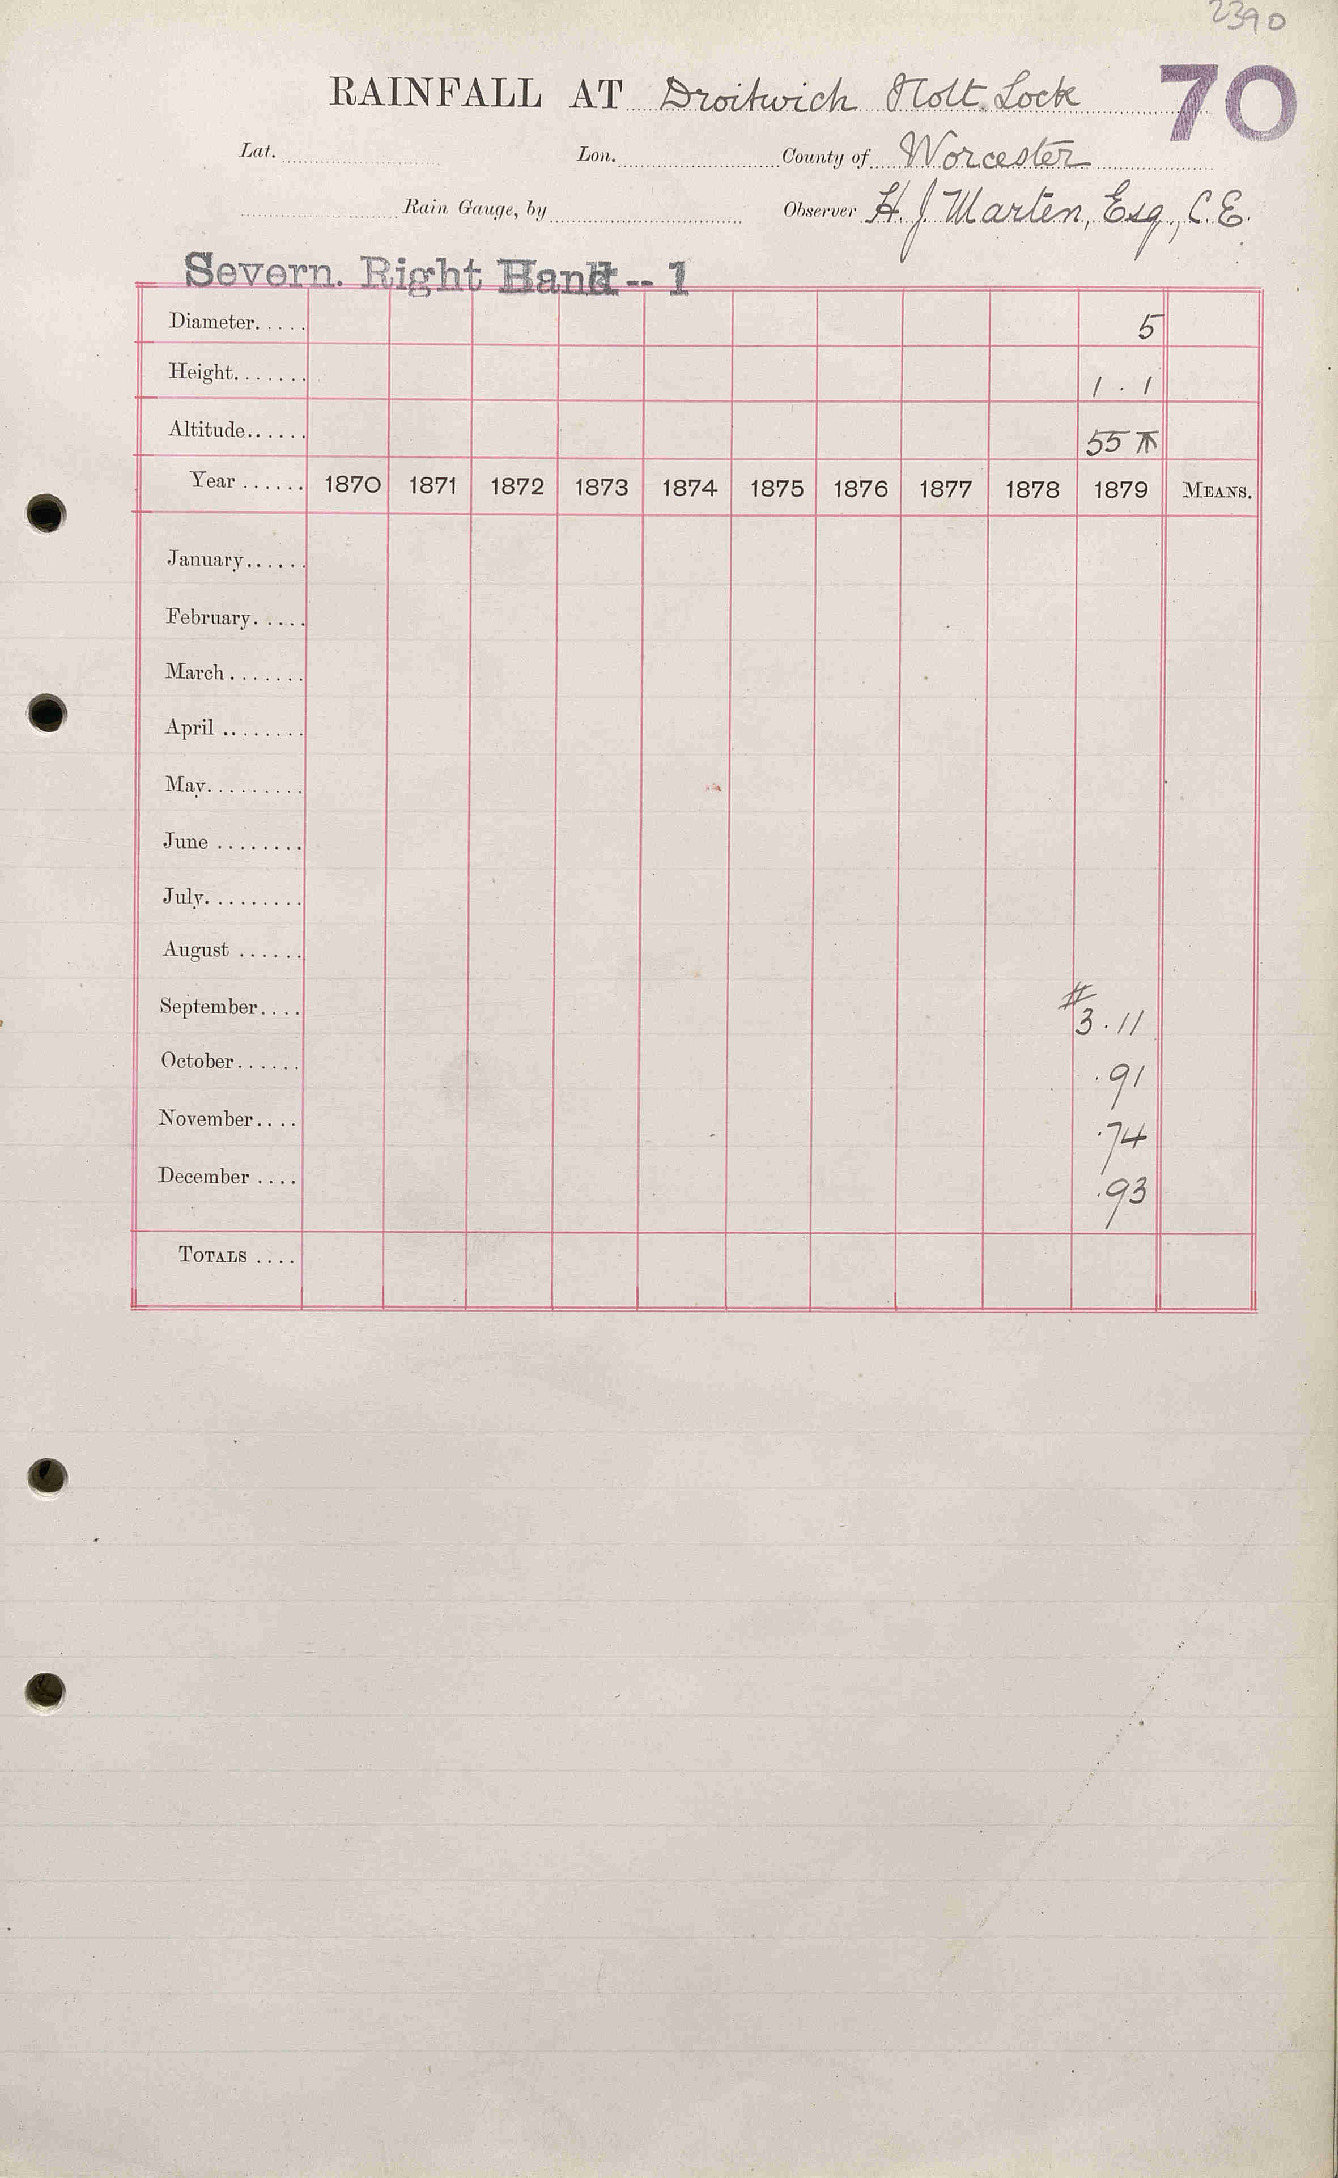 2390
RAINFALL AT Droitwich Holt Lock 70
Lat. Lon. County of Worcester
Rain Gauge, by Observer H. J. Marten, Esq., C.E.
Severn. Right Hand -- 1
Diameter..... 5
Height....... 1 . 1
Altitude...... 55
Year ...... 1870 1871 1872 1873 1874 1875 1876 1877 1878 1879 MEANS.
January......
February.....
March.......
April ........
May.........
June ........
July.........
August ......
September.... # 3.11
October...... .91
November.... .74
December .... .93
TOTALS ....